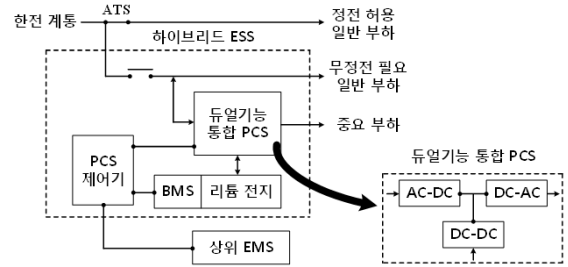 한전 계통
ATS
정전 허용
일반 부하
하이브리드 ESS
무정전 필요
일반 부하
듀얼기능
통합 PCS
중요 부하
PCS
제어기
BMS
리튬 전지
상위 EMS
듀얼기능 통합 PCS
AC-DC
DC-AC
DC-DC